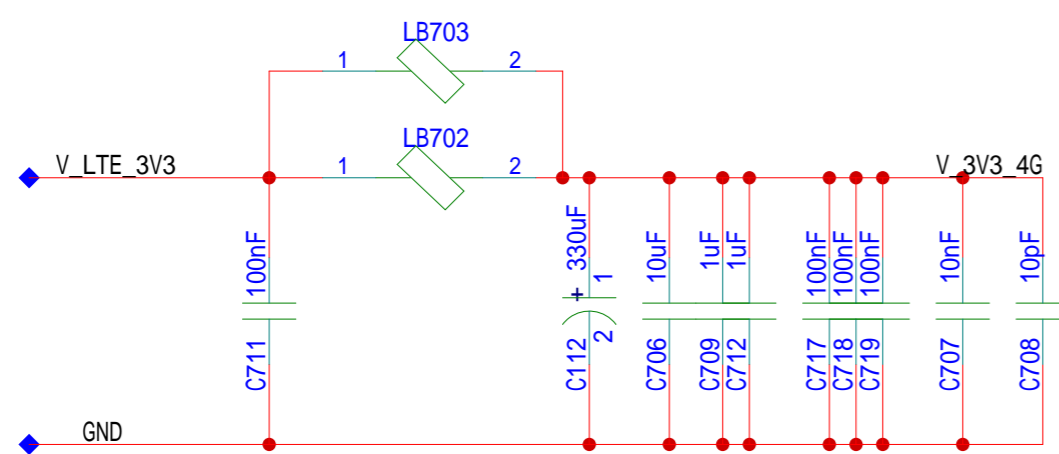 LB703
1 2
LB702
1 2
V_LTE_3V3
V_3V3_4G
100nF
C711
330uF
+
1
2
C112
10uF
C706
1uF
C709
1uF
C712
100nF
C717
100nF
C718
100nF
C719
10nF
C707
10pF
C708
GND